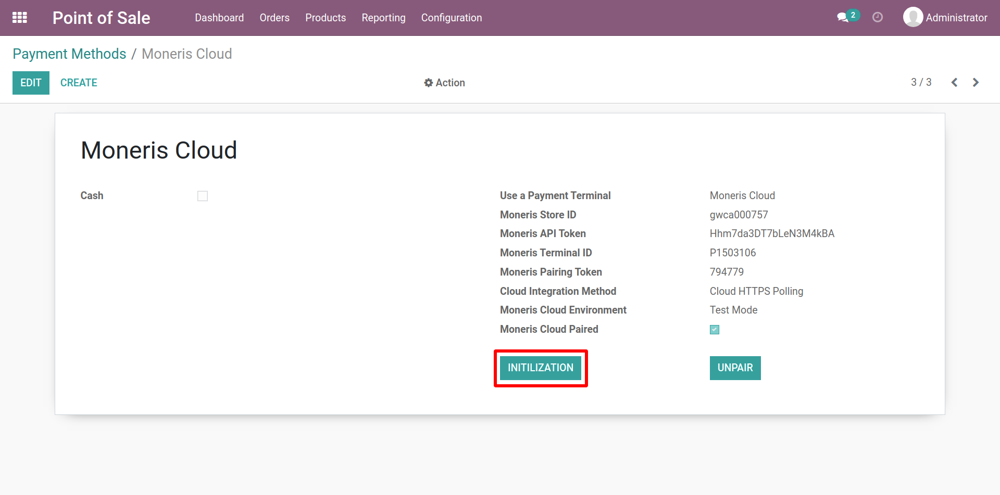 Point of Sale Dashboard Orders Products Reporting Configuration 2 Administrator
Payment Methods / Moneris Cloud
EDIT CREATE Action 3 / 3
Moneris Cloud
Cash
Use a Payment Terminal Moneris Cloud
Moneris Store ID gwca000757
Moneris API Token Hhm7da3DT7bLeN3M4kBA
Moneris Terminal ID P1503106
Moneris Pairing Token 794779
Cloud Integration Method Cloud HTTPS Polling
Moneris Cloud Environment Test Mode
Moneris Cloud Paired
INITILIZATION UNPAIR